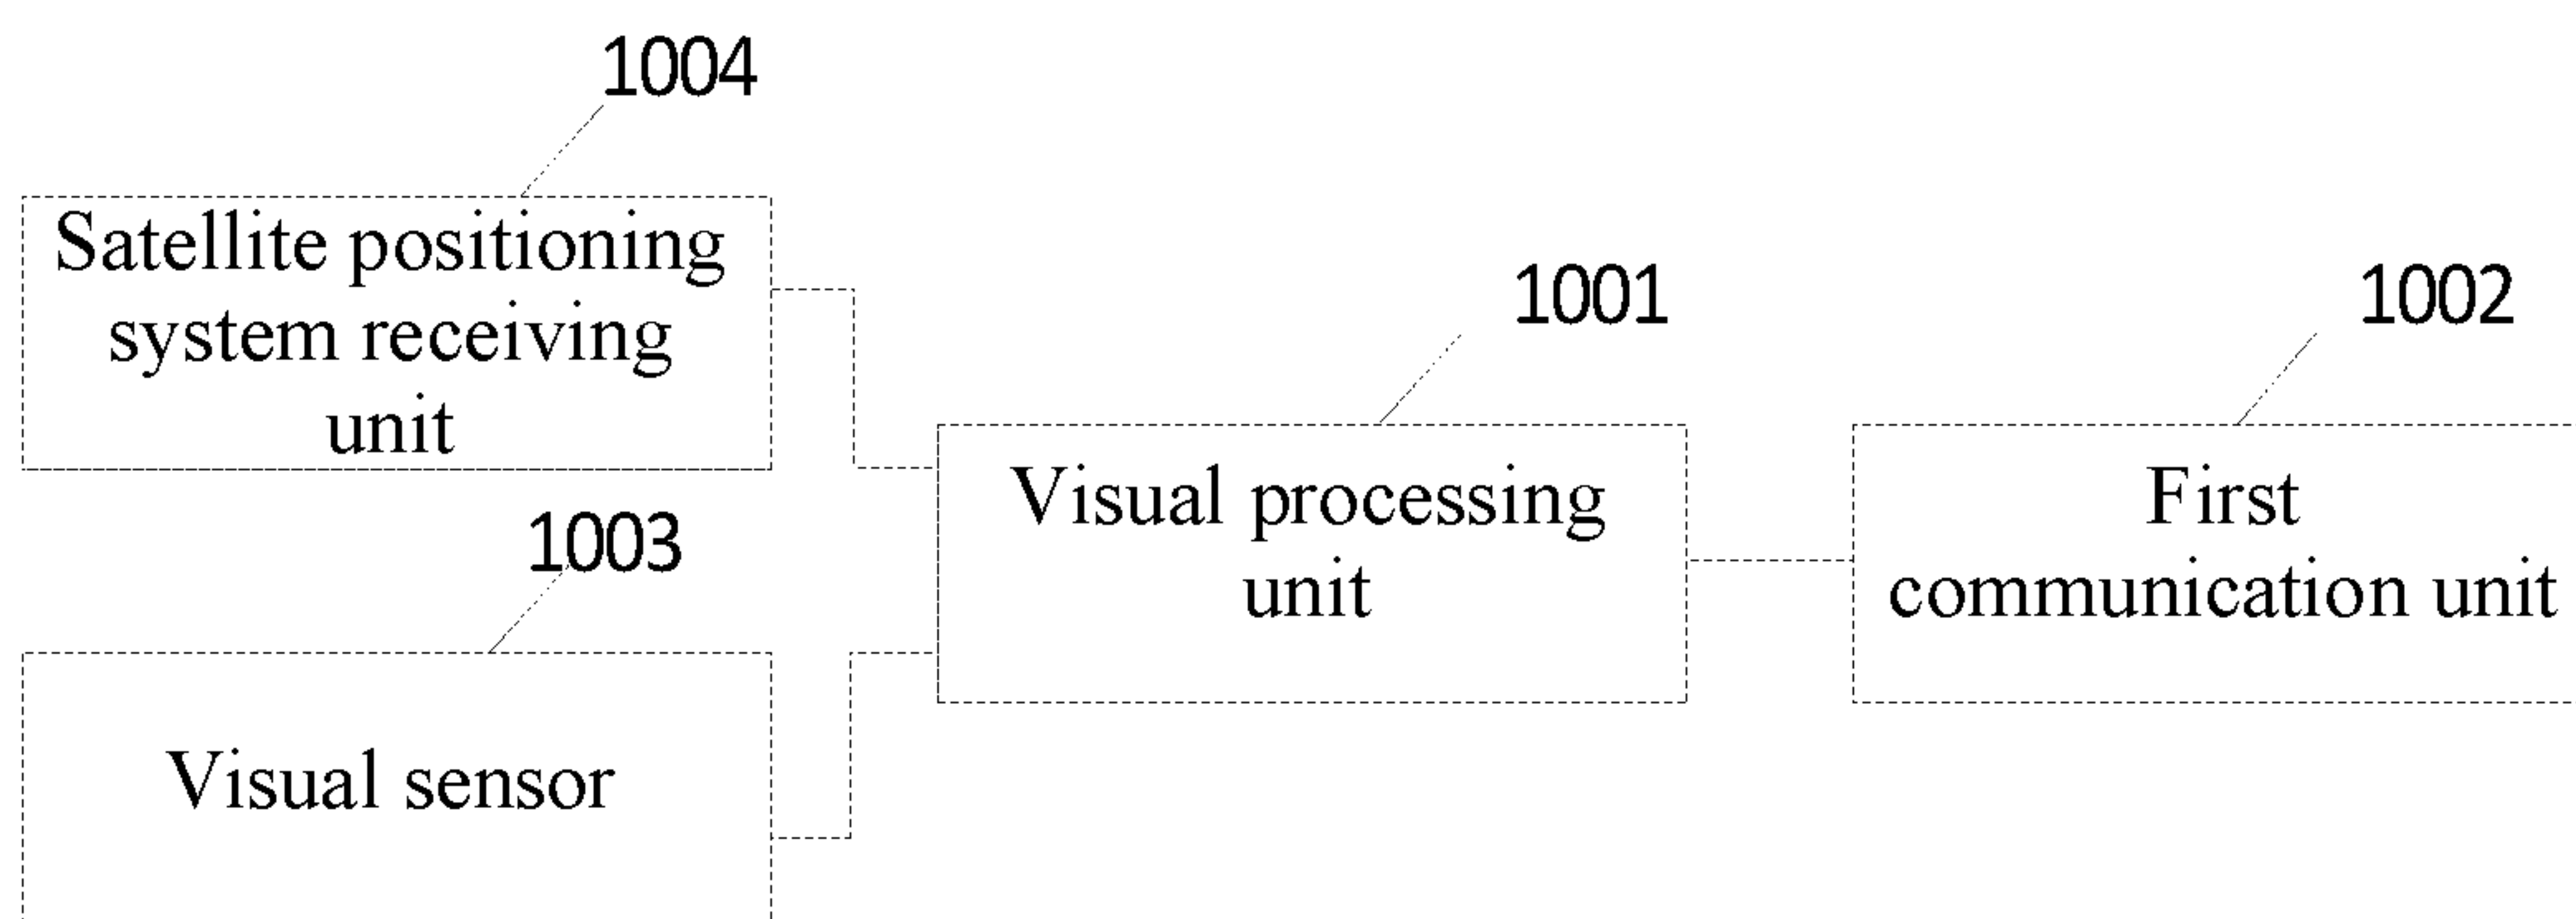 1004
Satellite positioning
system receiving
unit
1001
1002
Visual processing
unit
First
communication unit
1003
Visual sensor